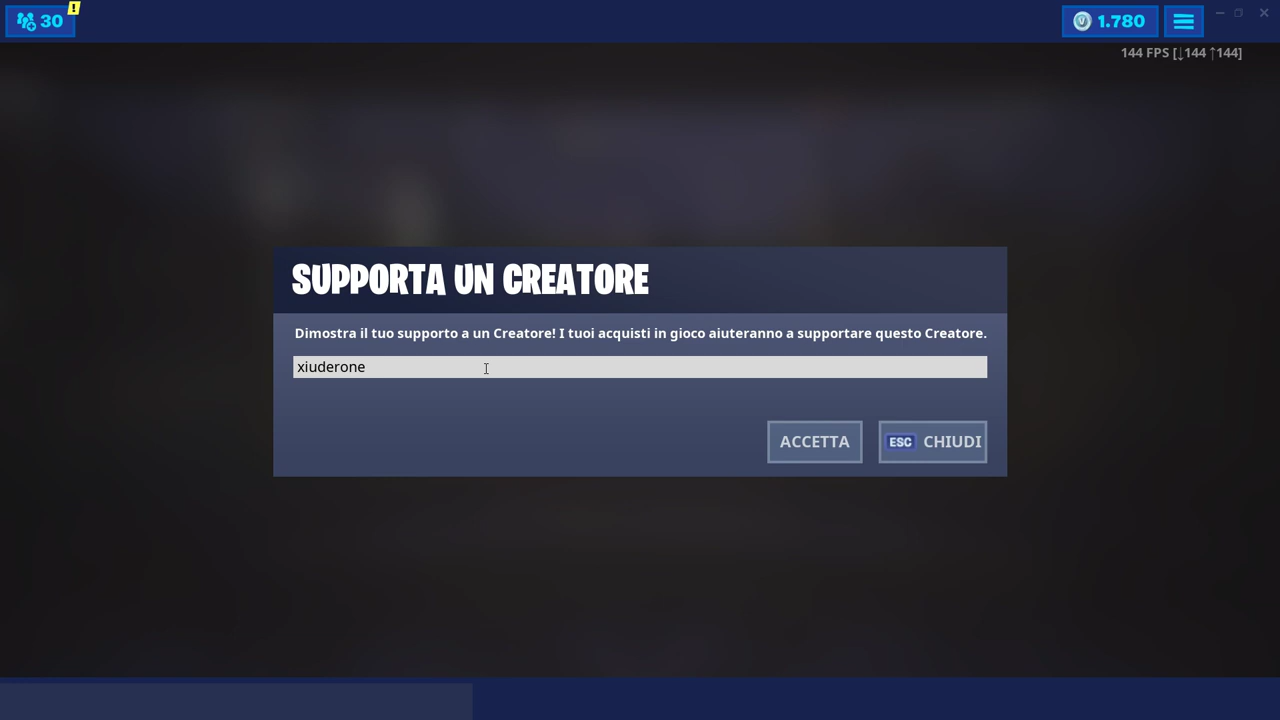 30
!
1.780
144 FPS [↓144 ↑144]
SUPPORTA UN CREATORE
Dimostra il tuo supporto a un Creatore! I tuoi acquisti in gioco aiuteranno a supportare questo Creatore.
xiuderone
ACCETTA
ESC CHIUDI